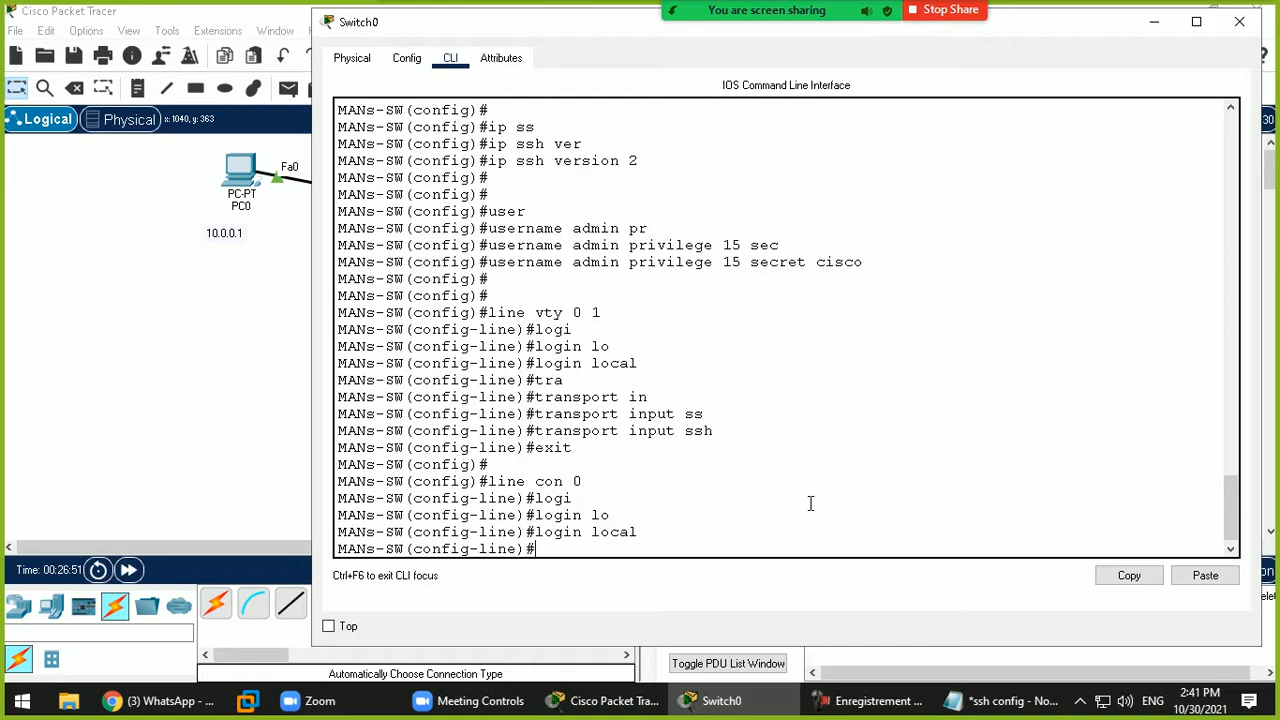 Cisco Packet Tracer
File Edit Options View Tools Extensions Window
Logical
Physical
x: 1040, y: 363
PC-PT
PC0
Fa0
10.0.0.1
Time: 00:26:51
Automatically Choose Connection Type
Switch0
You are screen sharing
Stop Share
Physical Config CLI Attributes
IOS Command Line Interface
MANs-SW(config)#
MANs-SW(config)#ip ss
MANs-SW(config)#ip ssh ver
MANs-SW(config)#ip ssh version 2
MANs-SW(config)#
MANs-SW(config)#
MANs-SW(config)#user
MANs-SW(config)#username admin pr
MANs-SW(config)#username admin privilege 15 sec
MANs-SW(config)#username admin privilege 15 secret cisco
MANs-SW(config)#
MANs-SW(config)#
MANs-SW(config)#line vty 0 1
MANs-SW(config-line)#logi
MANs-SW(config-line)#login lo
MANs-SW(config-line)#login local
MANs-SW(config-line)#tra
MANs-SW(config-line)#transport in
MANs-SW(config-line)#transport input ss
MANs-SW(config-line)#transport input ssh
MANs-SW(config-line)#exit
MANs-SW(config)#
MANs-SW(config)#line con 0
MANs-SW(config-line)#logi
MANs-SW(config-line)#login lo
MANs-SW(config-line)#login local
MANs-SW(config-line)#
Ctrl+F6 to exit CLI focus
Copy
Paste
Top
Toggle PDU List Window
30
on
elet
(3) WhatsApp - ...
Zoom
Meeting Controls
Cisco Packet Tra...
Switch0
Enregistrement ...
*ssh config - No...
ENG
2:41 PM
10/30/2021